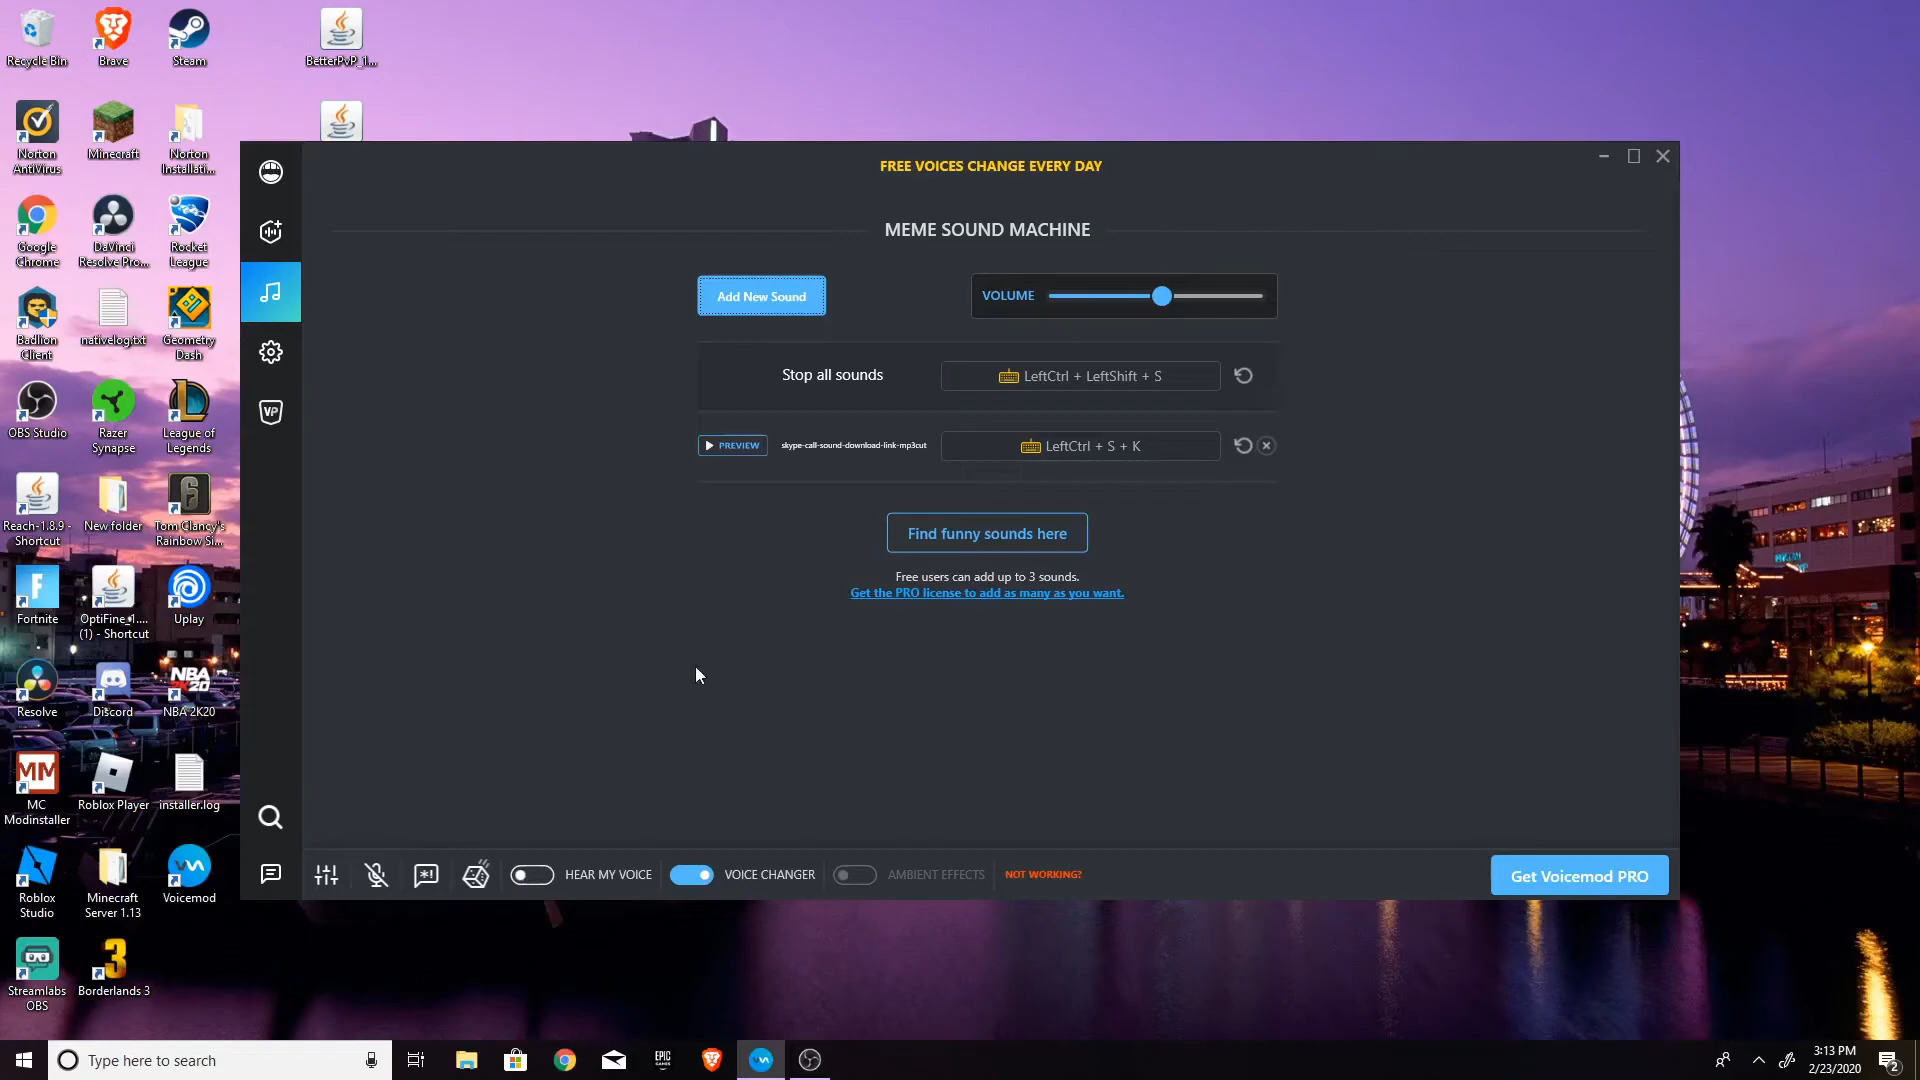 Recycle Bin
Brave
Steam
BetterPvP_1...
Norton
AntiVirus
Minecraft
Norton
Installati...
Google
Chrome
DaVinci
Resolve Pro...
Rocket
League
Badlion
Client
nativelog.txt
Geometry
Dash
OBS Studio
Razer
Synapse
League of
Legends
Reach-1.8.9 -
Shortcut
New folder
Tom Clancy's
Rainbow Si...
Fortnite
OptiFine_1....
(1) - Shortcut
Uplay
Resolve
Discord
NBA
2K20
NBA 2K20
MM
MC
Modinstaller
Roblox Player
installer.log
Roblox
Studio
Minecraft
Server 1.13
Voicemod
Streamlabs
OBS
Borderlands 3
FREE VOICES CHANGE EVERY DAY
MEME SOUND MACHINE
Add New Sound
VOLUME
Stop all sounds
LeftCtrl + LeftShift + S
PREVIEW
skype-call-sound-download-link-mp3cut
LeftCtrl + S + K
Find funny sounds here
Free users can add up to 3 sounds.
Get the PRO license to add as many as you want.
VP
HEAR MY VOICE
VOICE CHANGER
AMBIENT EFFECTS
NOT WORKING?
Get Voicemod PRO
Type here to search
EPIC
GAMES
3:13 PM
2/23/2020
2